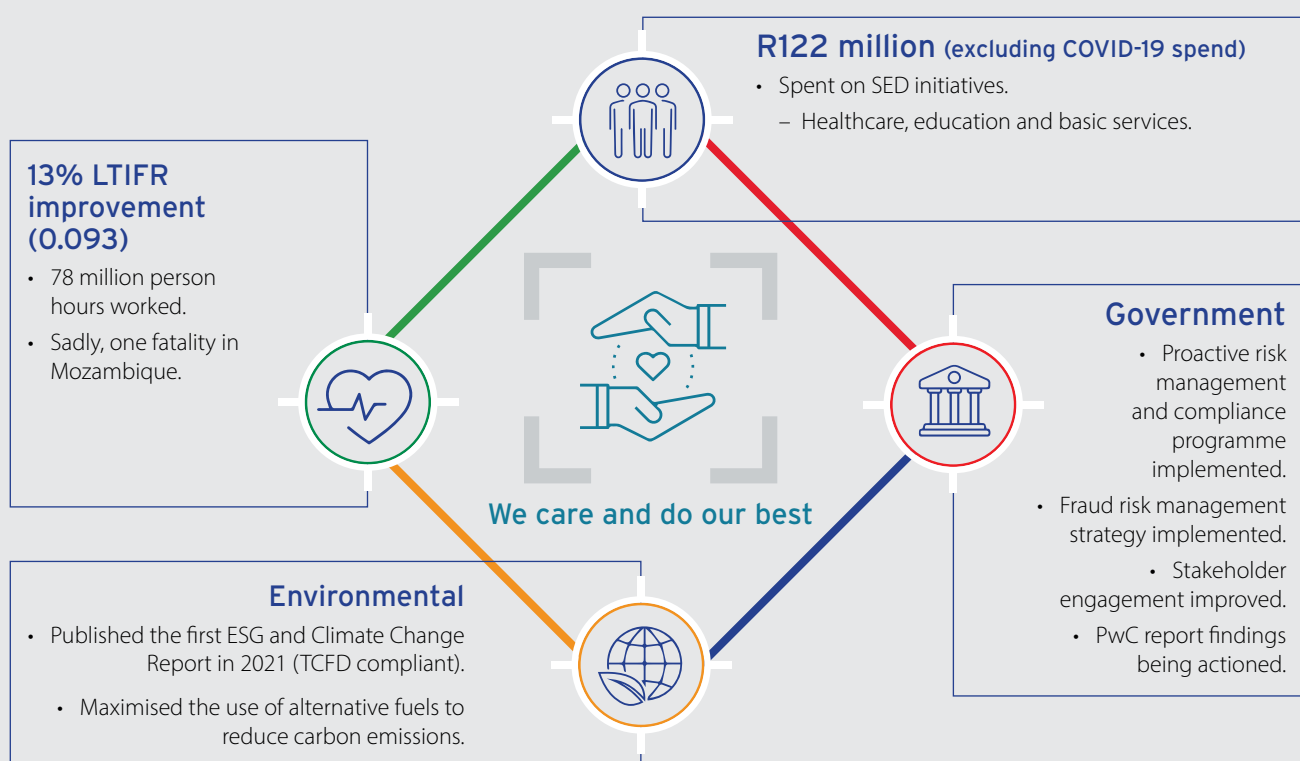 R122 million (excluding COVID-19 spend)
• Spent on SED initiatives.
– Healthcare, education and basic services.
13% LTIFR
improvement
(0.093)
• 78 million person
hours worked.
• Sadly, one fatality in
Mozambique.
Government
• Proactive risk
management
and compliance
programme
implemented.
• Fraud risk management
strategy implemented.
• Stakeholder
engagement improved.
• PwC report findings
being actioned.
We care and do our best
Environmental
• Published the first ESG and Climate Change
Report in 2021 (TCFD compliant).
• Maximised the use of alternative fuels to
reduce carbon emissions.